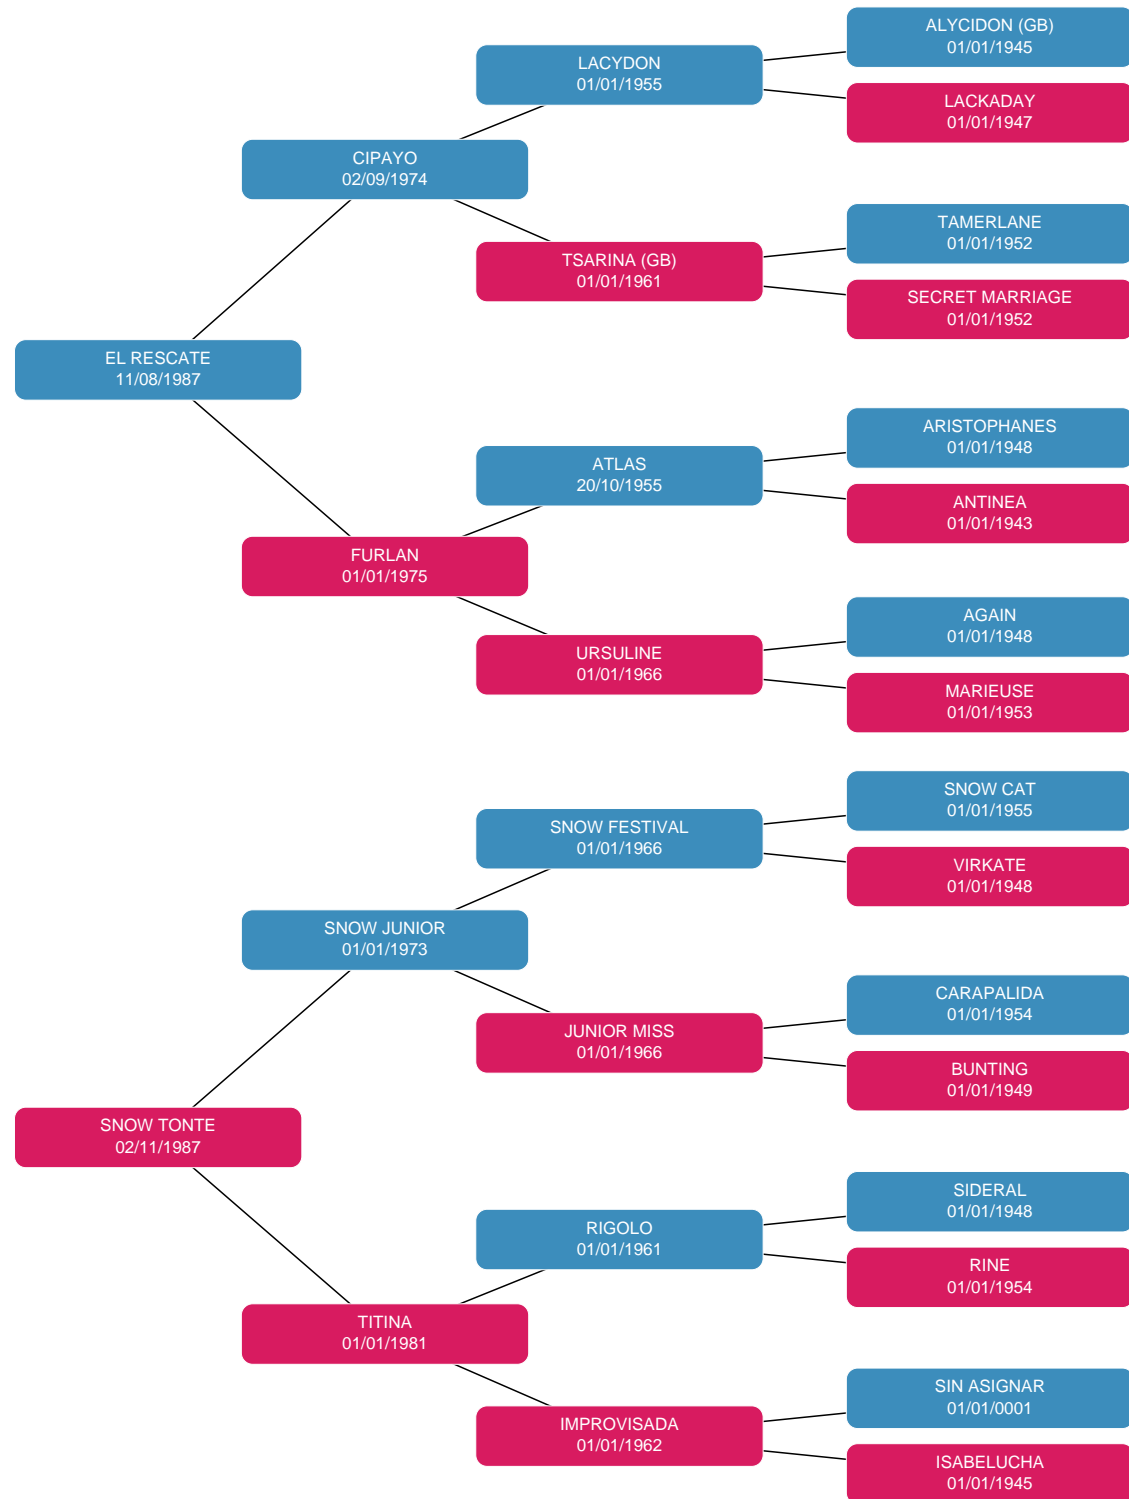 ALYCIDON (GB)
01/01/1945
LACYDON
01/01/1955
LACKADAY
01/01/1947
CIPAYO
02/09/1974
TAMERLANE
01/01/1952
TSARINA (GB)
01/01/1961
SECRET MARRIAGE
01/01/1952
EL RESCATE
11/08/1987
ARISTOPHANES
01/01/1948
ATLAS
20/10/1955
ANTINEA
01/01/1943
FURLAN
01/01/1975
AGAIN
01/01/1948
URSULINE
01/01/1966
MARIEUSE
01/01/1953
SNOW CAT
01/01/1955
SNOW FESTIVAL
01/01/1966
VIRKATE
01/01/1948
SNOW JUNIOR
01/01/1973
CARAPALIDA
01/01/1954
JUNIOR MISS
01/01/1966
BUNTING
01/01/1949
SNOW TONTE
02/11/1987
SIDERAL
01/01/1948
RIGOLO
01/01/1961
RINE
01/01/1954
TITINA
01/01/1981
SIN ASIGNAR
01/01/0001
IMPROVISADA
01/01/1962
ISABELUCHA
01/01/1945